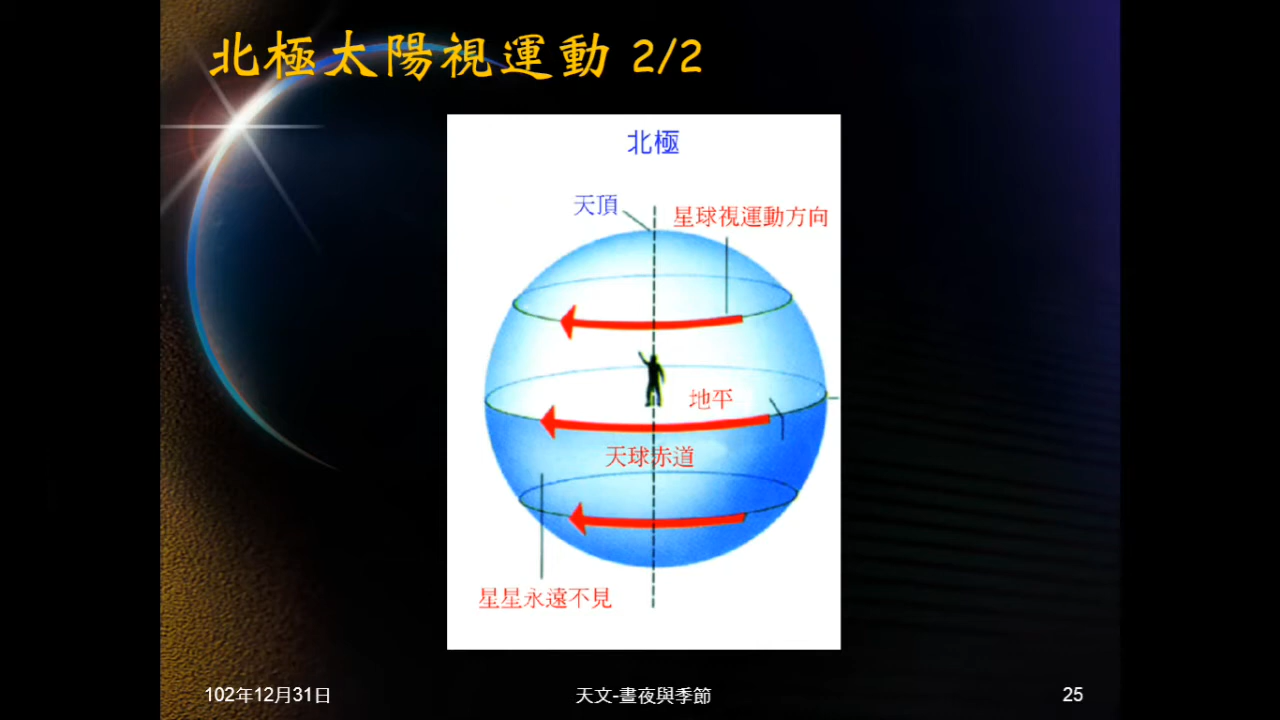 北極太陽視運動 2/2
北極
天頂
星球視運動方向
地平
天球赤道
星星永遠不見
102年12月31日
天文-晝夜與季節
25